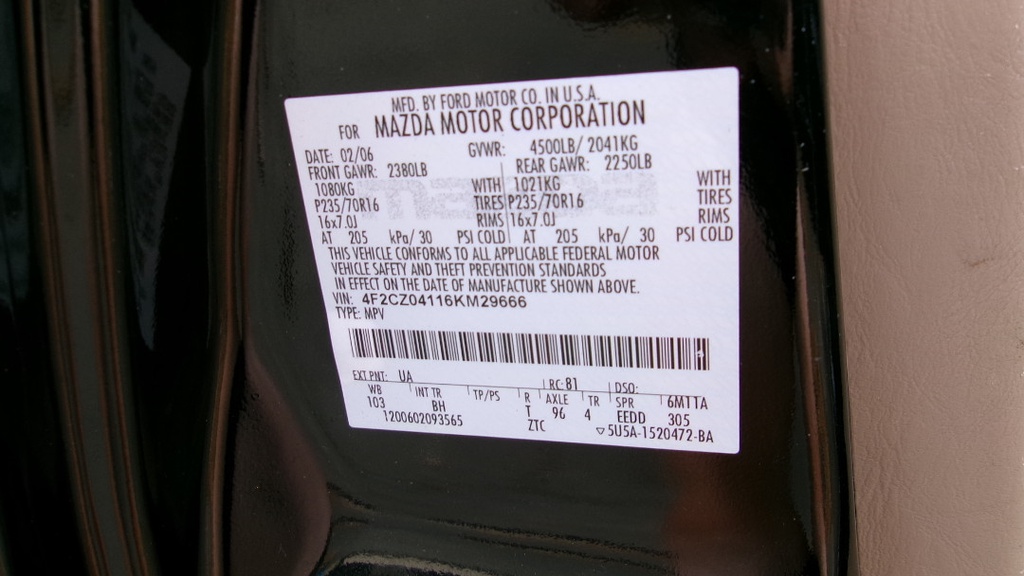 MFD. BY FORD MOTOR CO. IN U.S.A.
FOR MAZDA MOTOR CORPORATION
DATE: 02/06 GVWR: 4500LB/ 2041KG
FRONT GAWR: 2380LB REAR GAWR: 2250LB
1080KG WITH 1021KG WITH
P235/70R16 TIRES P235/70R16 TIRES
16x7.0J RIMS 16x7.0J RIMS
AT 205 kPa/ 30 PSI COLD AT 205 kPa/ 30 PSI COLD
THIS VEHICLE CONFORMS TO ALL APPLICABLE FEDERAL MOTOR
VEHICLE SAFETY AND THEFT PREVENTION STANDARDS
IN EFFECT ON THE DATE OF MANUFACTURE SHOWN ABOVE.
VIN: 4F2CZ04116KM29666
TYPE: MPV
EXT PNT: UA RC: 81 DSO:
WB INT TR TP/PS R AXLE TR SPR 6M11A
103 BH T 96 4 EEDD 305
1200602093565 ZTC ▽5U5A-1520472-BA